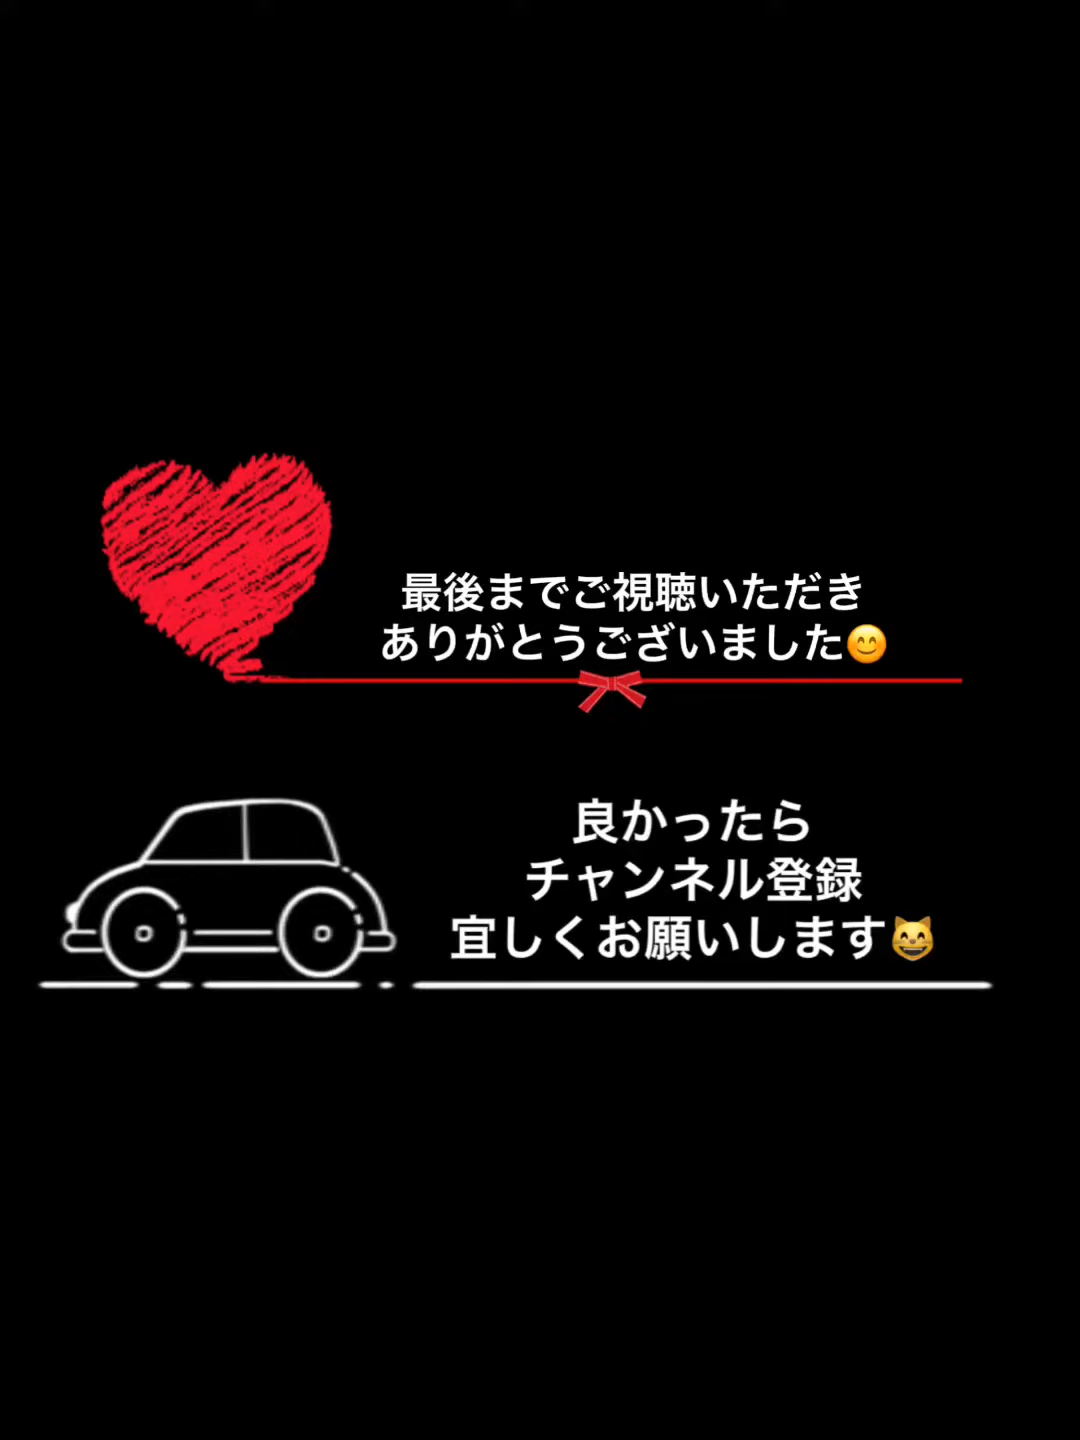 最後までご視聴いただき
ありがとうございました😊
良かったら
チャンネル登録
宜しくお願いします😸